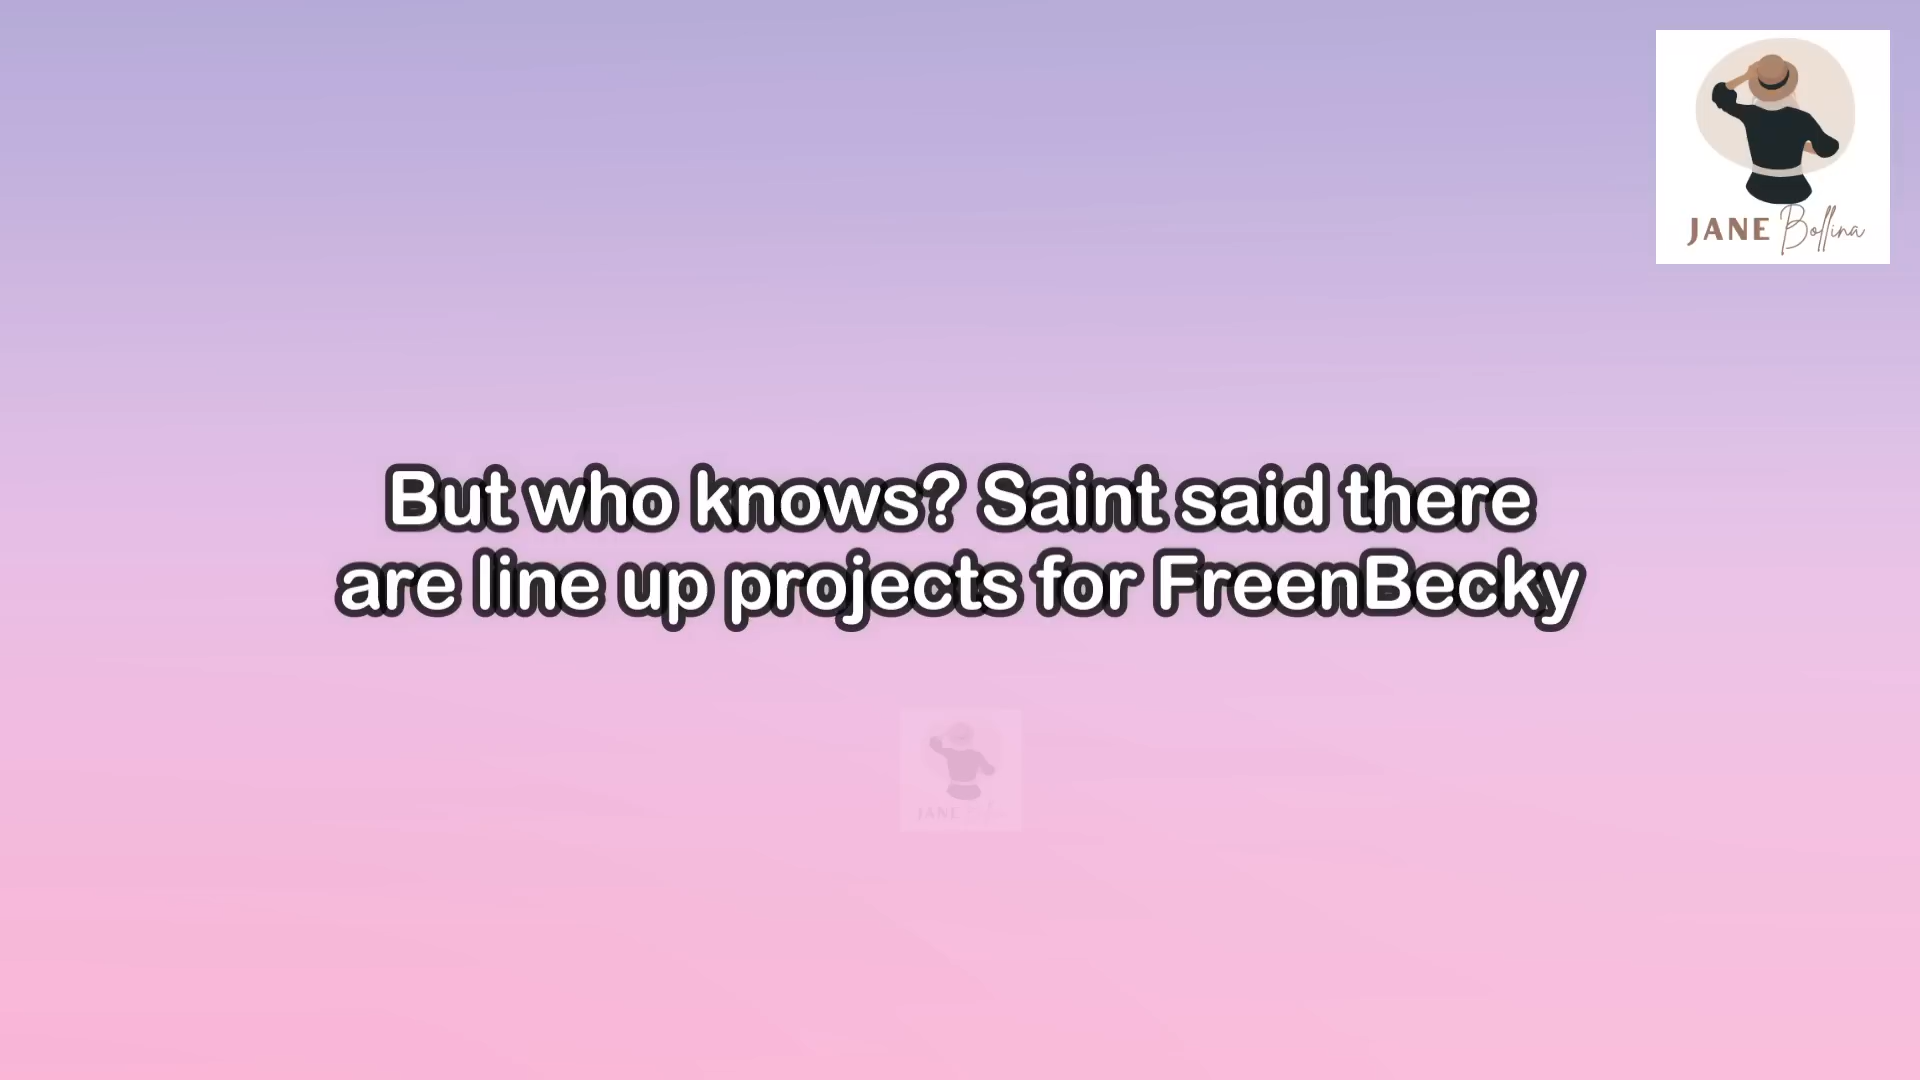 JANE Bollina
But who knows? Saint said there
are line up projects for FreenBecky
JANE